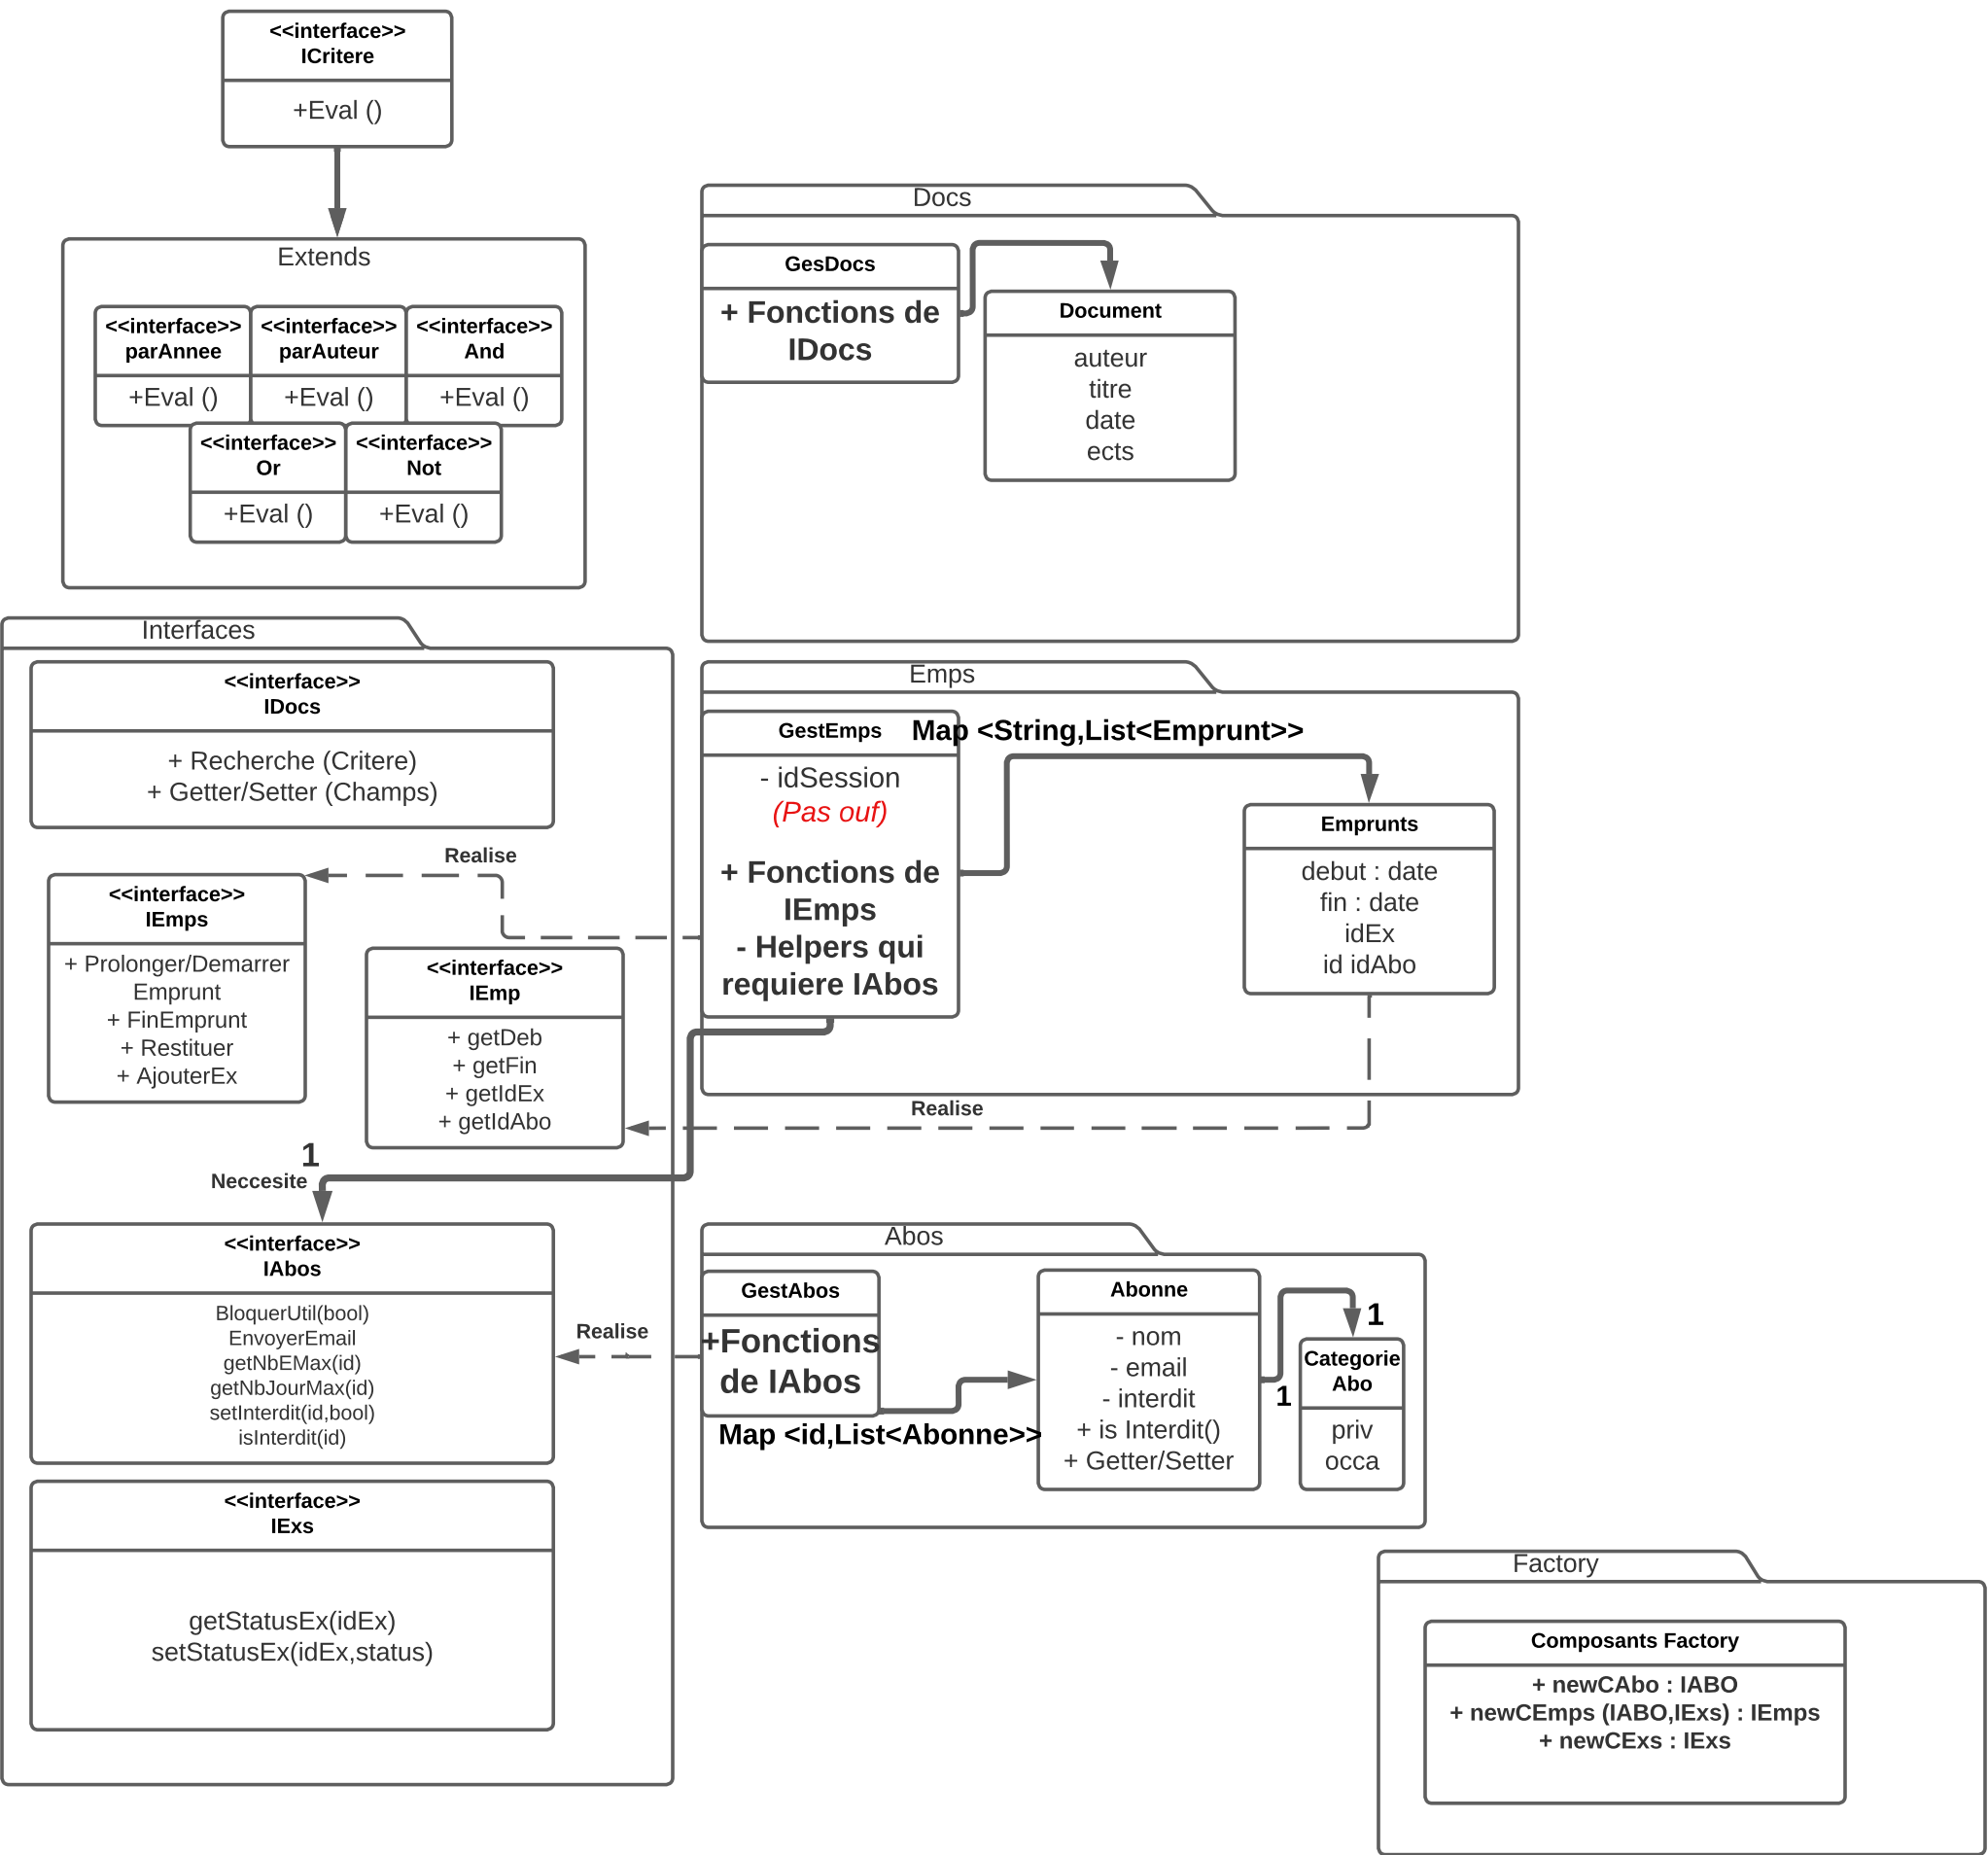 <<interface>>
ICritere
+Eval ()
Extends
<<interface>>
parAnnee
+Eval ()
<<interface>>
parAuteur
+Eval ()
<<interface>>
And
+Eval ()
<<interface>>
Or
+Eval ()
<<interface>>
Not
+Eval ()
Docs
GesDocs
+ Fonctions de
IDocs
Document
auteur
titre
date
ects
Interfaces
<<interface>>
IDocs
+ Recherche (Critere)
+ Getter/Setter (Champs)
Realise
<<interface>>
IEmps
+ Prolonger/Demarrer
Emprunt
+ FinEmprunt
+ Restituer
+ AjouterEx
<<interface>>
IEmp
+ getDeb
+ getFin
+ getIdEx
+ getIdAbo
1
Neccesite
<<interface>>
IAbos
BloquerUtil(bool)
EnvoyerEmail
getNbEMax(id)
getNbJourMax(id)
setInterdit(id,bool)
isInterdit(id)
<<interface>>
IExs
getStatusEx(idEx)
setStatusEx(idEx,status)
Emps
GestEmps
- idSession
(Pas ouf)
+ Fonctions de
IEmps
- Helpers qui
requiere IAbos
Map <String,List<Emprunt>>
Emprunts
debut : date
fin : date
idEx
id idAbo
Realise
Abos
Realise
GestAbos
+Fonctions
de IAbos
Map <id,List<Abonne>>
Abonne
- nom
- email
- interdit
+ is Interdit()
+ Getter/Setter
1
1
Categorie
Abo
priv
occa
Factory
Composants Factory
+ newCAbo : IABO
+ newCEmps (IABO,IExs) : IEmps
+ newCExs : IExs